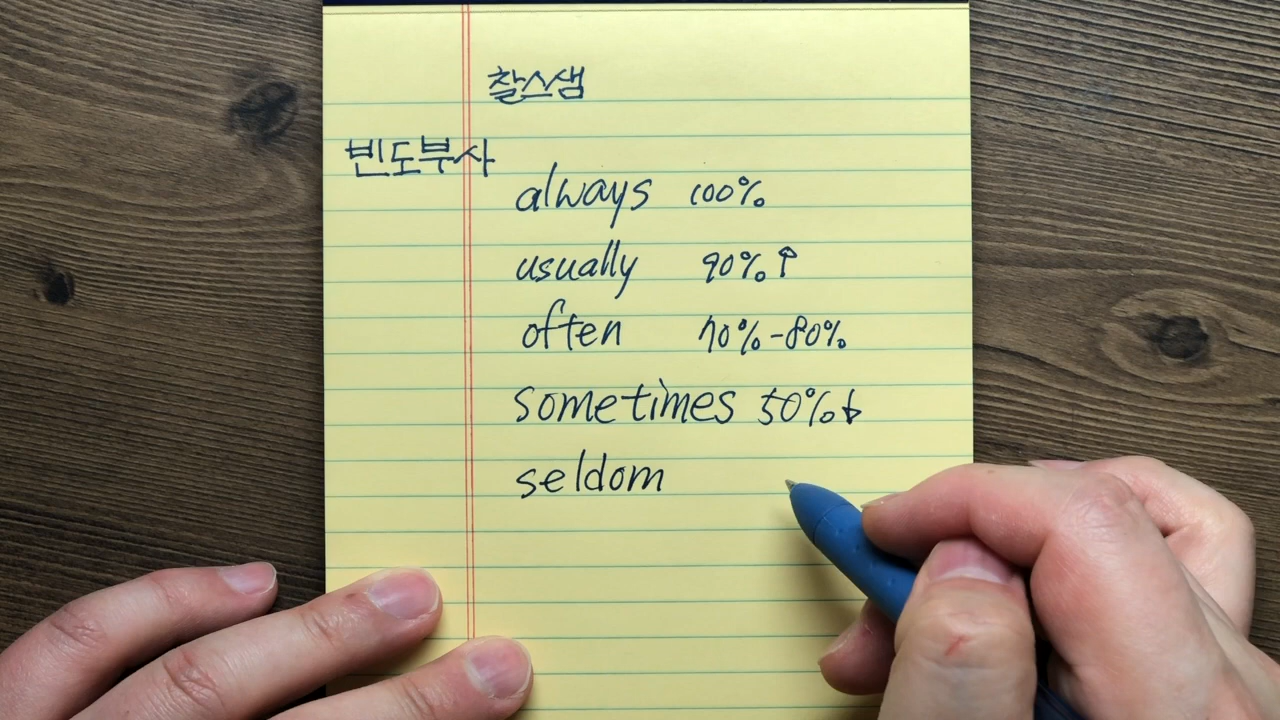 찰스샘
빈도부사
always 100%
usually 90%↑
often 70%-80%
sometimes 50%↓
seldom